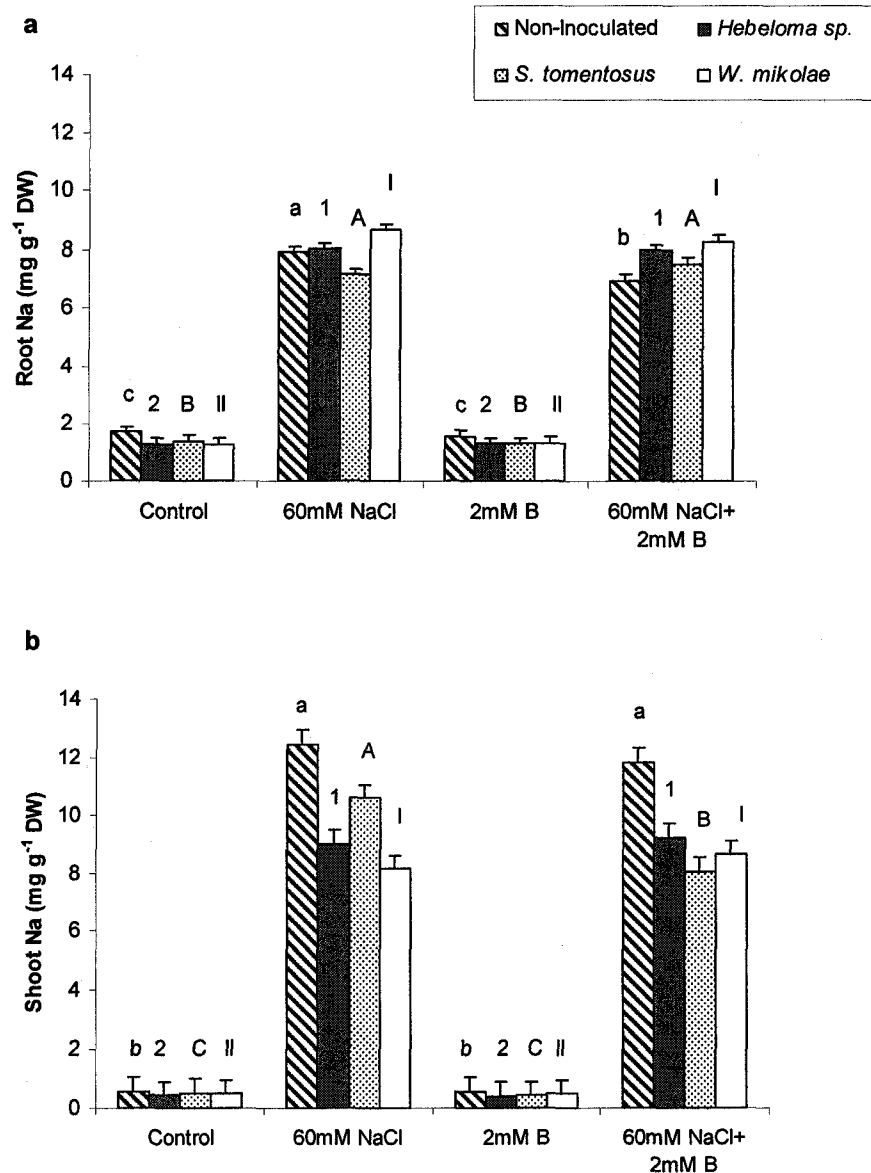 a
Non-Inoculated Hebeloma sp.
S. tomentosus W. mikolae
14
12
10
8
6
4
2
0
Root Na (mg g⁻¹ DW)
c 2 B II
a 1 A I
c 2 B II
b 1 A I
Control 60mM NaCl 2mM B 60mM NaCl+
2mM B
b
14
12
10
8
6
4
2
0
Shoot Na (mg g⁻¹ DW)
b 2 C II
a 1 A I
b 2 C II
a 1 B I
Control 60mM NaCl 2mM B 60mM NaCl+
2mM B